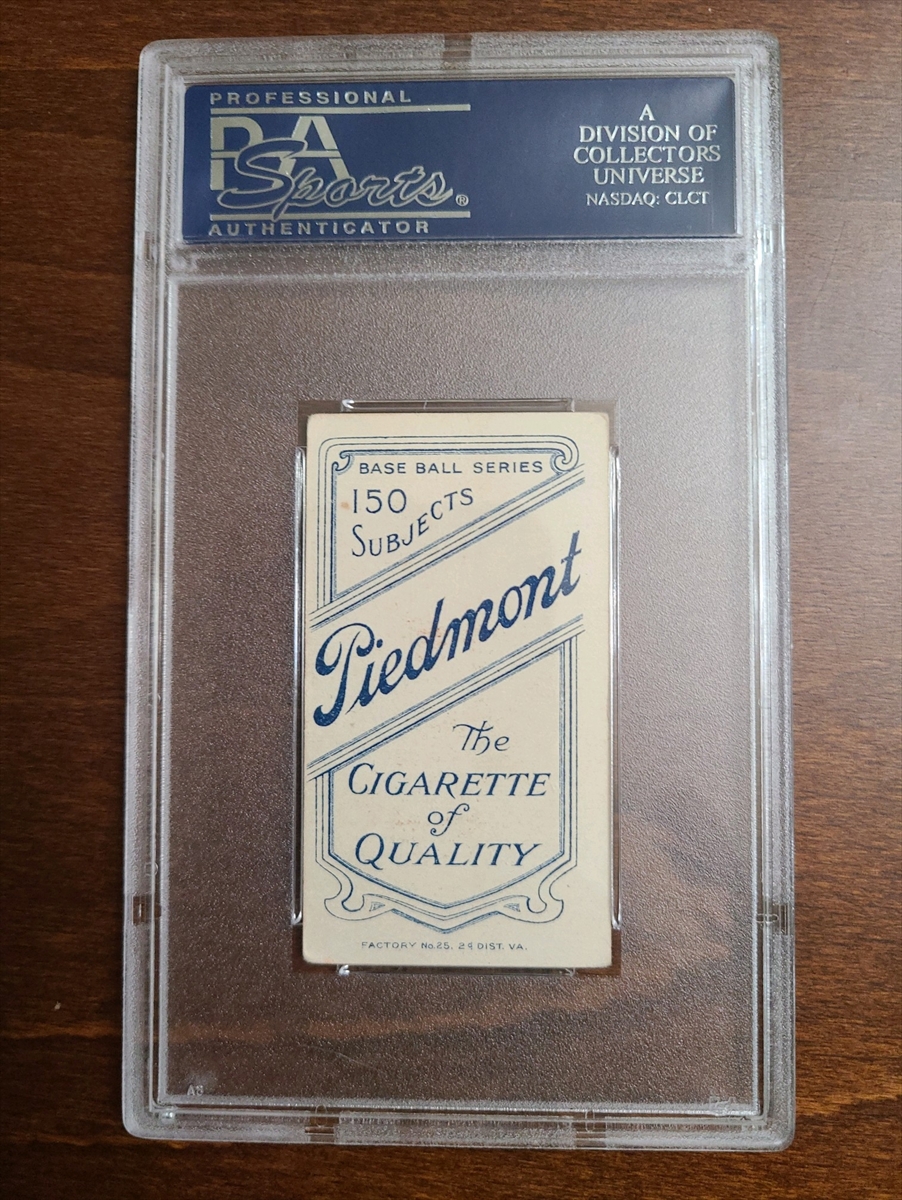 PROFESSIONAL
PSA
Sports®
AUTHENTICATOR
A
DIVISION OF
COLLECTORS
UNIVERSE
NASDAQ: CLCT
BASE BALL SERIES
150
SUBJECTS
Piedmont
The
CIGARETTE
of
QUALITY
FACTORY No. 25. 2d DIST. VA.